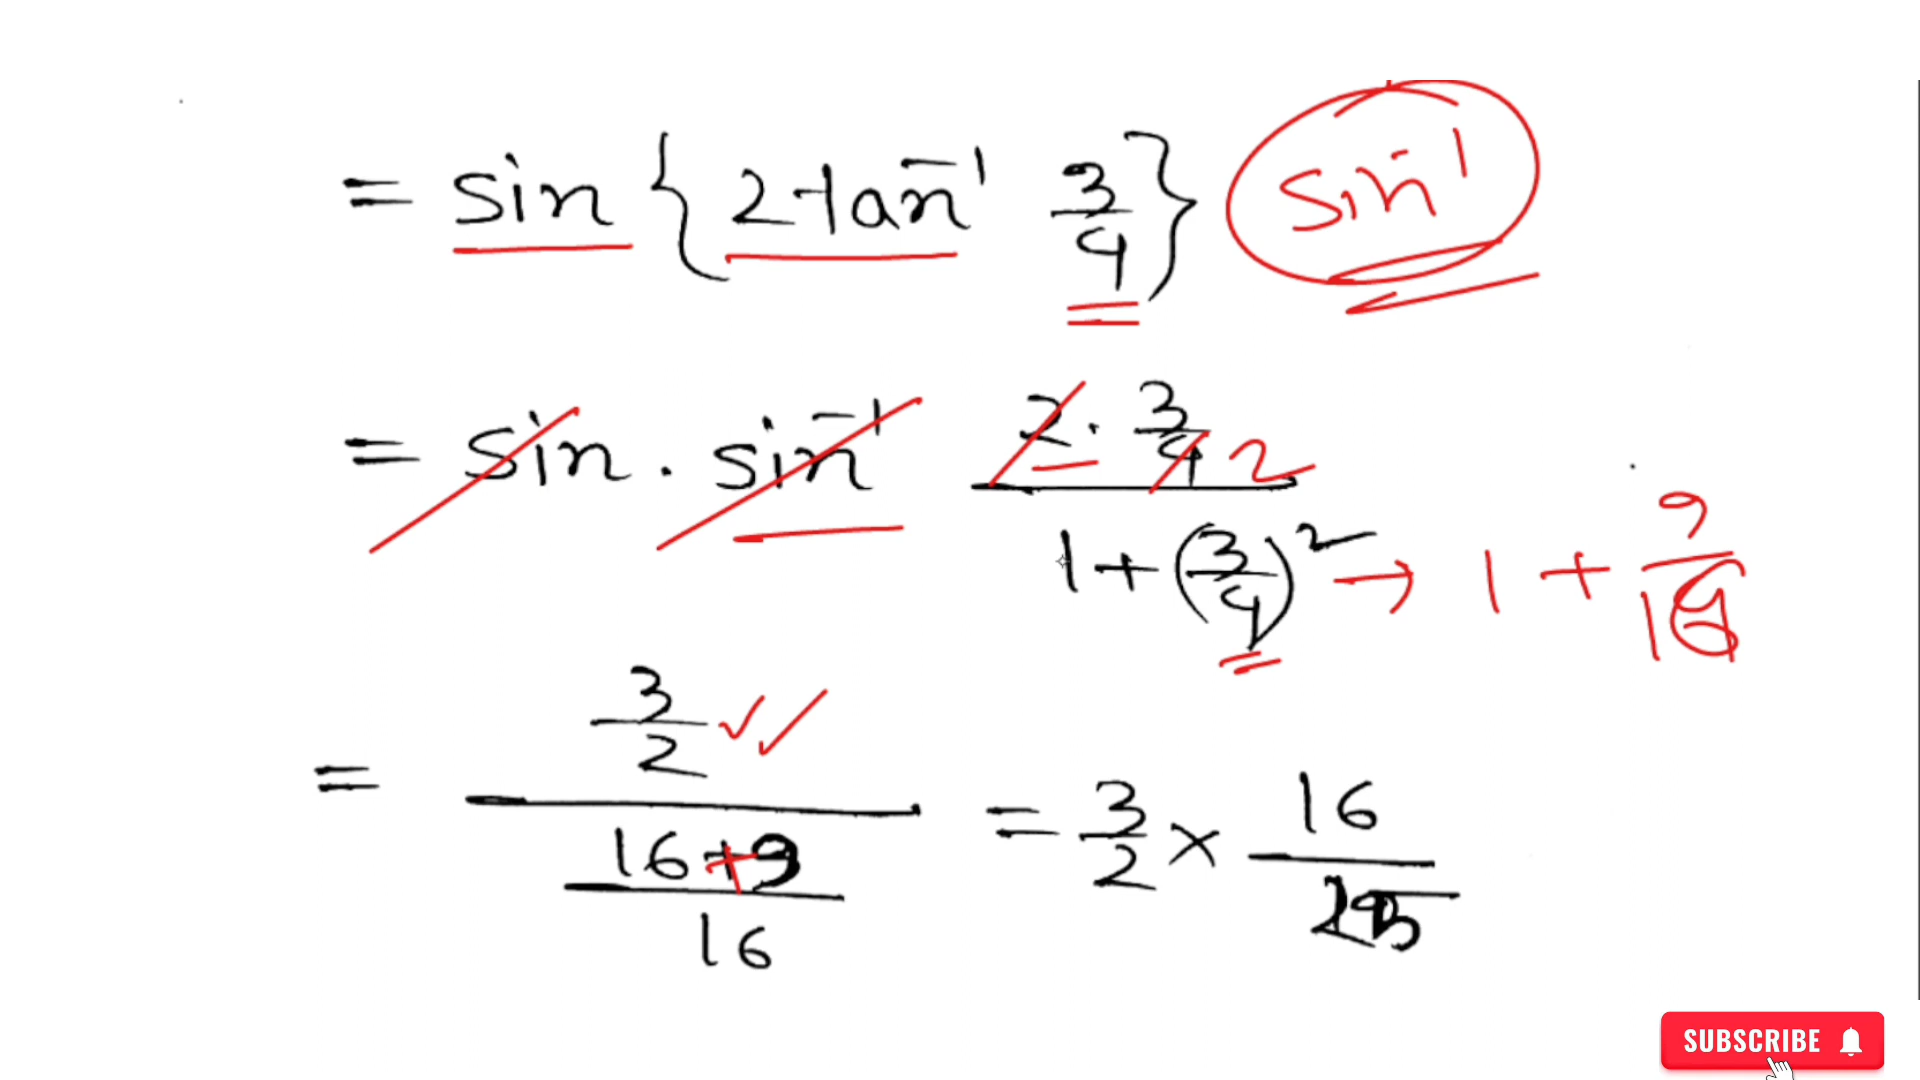 = sin { 2 tan⁻¹ 3/4 } sin⁻¹
= sin . sin⁻¹ (2 · 3/4) / (1 + (3/4)²) 2 → 1 + 9/16
= (3/2) / ((16+9)/16) = 3/2 × 16/25
SUBSCRIBE